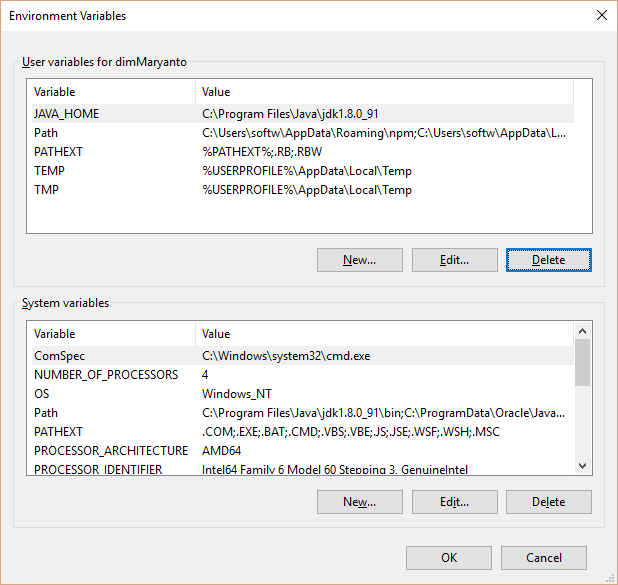 Environment Variables
User variables for dimMaryanto
Variable Value
JAVA_HOME C:\Program Files\Java\jdk1.8.0_91
Path C:\Users\softw\AppData\Roaming\npm;C:\Users\softw\AppData\L...
PATHEXT %PATHEXT%;.RB;.RBW
TEMP %USERPROFILE%\AppData\Local\Temp
TMP %USERPROFILE%\AppData\Local\Temp
New... Edit... Delete
System variables
Variable Value
ComSpec C:\Windows\system32\cmd.exe
NUMBER_OF_PROCESSORS 4
OS Windows_NT
Path C:\Program Files\Java\jdk1.8.0_91\bin;C:\ProgramData\Oracle\Java...
PATHEXT .COM;.EXE;.BAT;.CMD;.VBS;.VBE;.JS;.JSE;.WSF;.WSH;.MSC
PROCESSOR_ARCHITECTURE AMD64
PROCESSOR_IDENTIFIER Intel64 Family 6 Model 60 Stepping 3, GenuineIntel
New... Edit... Delete
OK Cancel